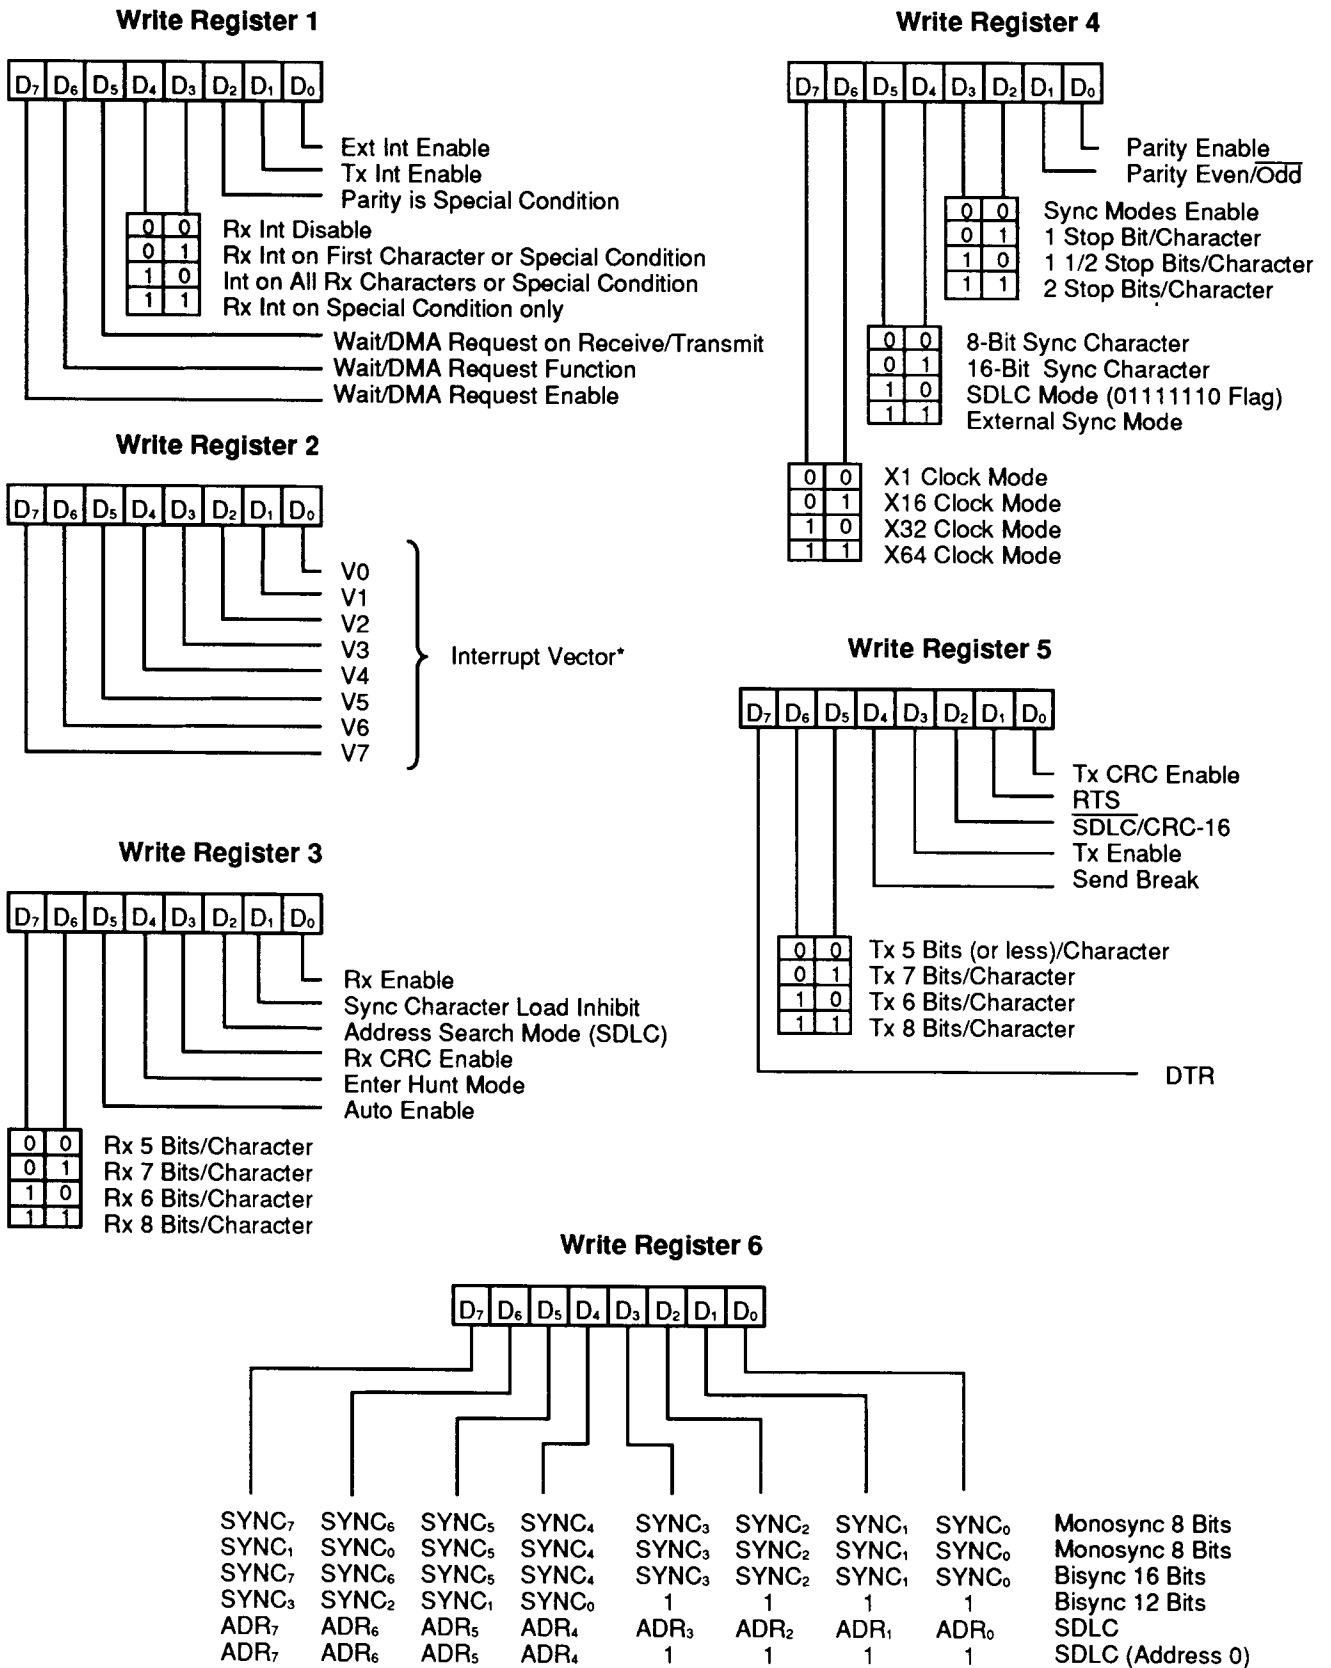 Write Register 1
D₇ D₆ D₅ D₄ D₃ D₂ D₁ D₀
Ext Int Enable
Tx Int Enable
Parity is Special Condition
0 0 Rx Int Disable
0 1 Rx Int on First Character or Special Condition
1 0 Int on All Rx Characters or Special Condition
1 1 Rx Int on Special Condition only
Wait/DMA Request on Receive/Transmit
Wait/DMA Request Function
Wait/DMA Request Enable
Write Register 2
D₇ D₆ D₅ D₄ D₃ D₂ D₁ D₀
V0
V1
V2
V3
V4
V5
V6
V7
Interrupt Vector*
Write Register 3
D₇ D₆ D₅ D₄ D₃ D₂ D₁ D₀
Rx Enable
Sync Character Load Inhibit
Address Search Mode (SDLC)
Rx CRC Enable
Enter Hunt Mode
Auto Enable
0 0 Rx 5 Bits/Character
0 1 Rx 7 Bits/Character
1 0 Rx 6 Bits/Character
1 1 Rx 8 Bits/Character
Write Register 4
D₇ D₆ D₅ D₄ D₃ D₂ D₁ D₀
Parity Enable
Parity Even/O̅d̅d̅
0 0 Sync Modes Enable
0 1 1 Stop Bit/Character
1 0 1 1/2 Stop Bits/Character
1 1 2 Stop Bits/Character
0 0 8-Bit Sync Character
0 1 16-Bit Sync Character
1 0 SDLC Mode (01111110 Flag)
1 1 External Sync Mode
0 0 X1 Clock Mode
0 1 X16 Clock Mode
1 0 X32 Clock Mode
1 1 X64 Clock Mode
Write Register 5
D₇ D₆ D₅ D₄ D₃ D₂ D₁ D₀
Tx CRC Enable
RTS
S̅D̅L̅C̅/CRC-16
Tx Enable
Send Break
0 0 Tx 5 Bits (or less)/Character
0 1 Tx 7 Bits/Character
1 0 Tx 6 Bits/Character
1 1 Tx 8 Bits/Character
DTR
Write Register 6
D₇ D₆ D₅ D₄ D₃ D₂ D₁ D₀
SYNC₇ SYNC₆ SYNC₅ SYNC₄ SYNC₃ SYNC₂ SYNC₁ SYNC₀ Monosync 8 Bits
SYNC₁ SYNC₀ SYNC₅ SYNC₄ SYNC₃ SYNC₂ SYNC₁ SYNC₀ Monosync 8 Bits
SYNC₇ SYNC₆ SYNC₅ SYNC₄ SYNC₃ SYNC₂ SYNC₁ SYNC₀ Bisync 16 Bits
SYNC₃ SYNC₂ SYNC₁ SYNC₀ 1 1 1 1 Bisync 12 Bits
ADR₇ ADR₆ ADR₅ ADR₄ ADR₃ ADR₂ ADR₁ ADR₀ SDLC
ADR₇ ADR₆ ADR₅ ADR₄ 1 1 1 1 SDLC (Address 0)